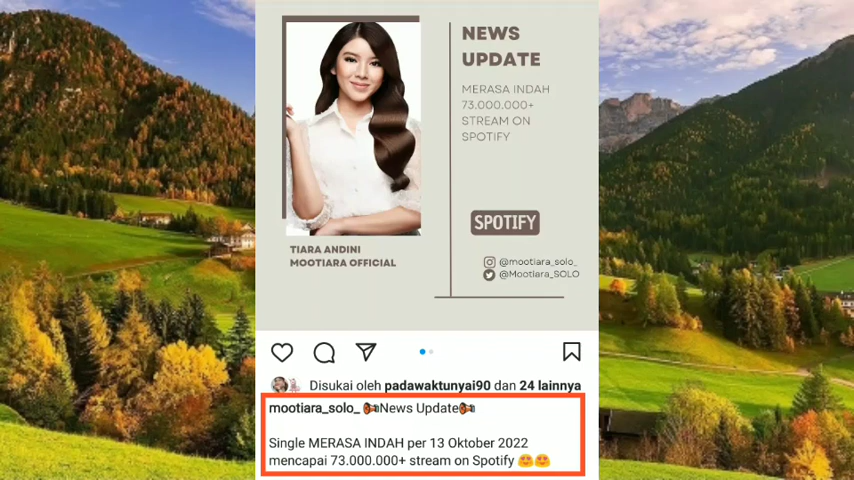 NEWS
UPDATE
MERASA INDAH
73.000.000+
STREAM ON
SPOTIFY
SPOTIFY
TIARA ANDINI
MOOTIARA OFFICIAL
@mootiara_solo_
@Mootiara_SOLO
Disukai oleh padawaktunyai90 dan 24 lainnya
mootiara_solo_ News Update
Single MERASA INDAH per 13 Oktober 2022
mencapai 73.000.000+ stream on Spotify 😍😍